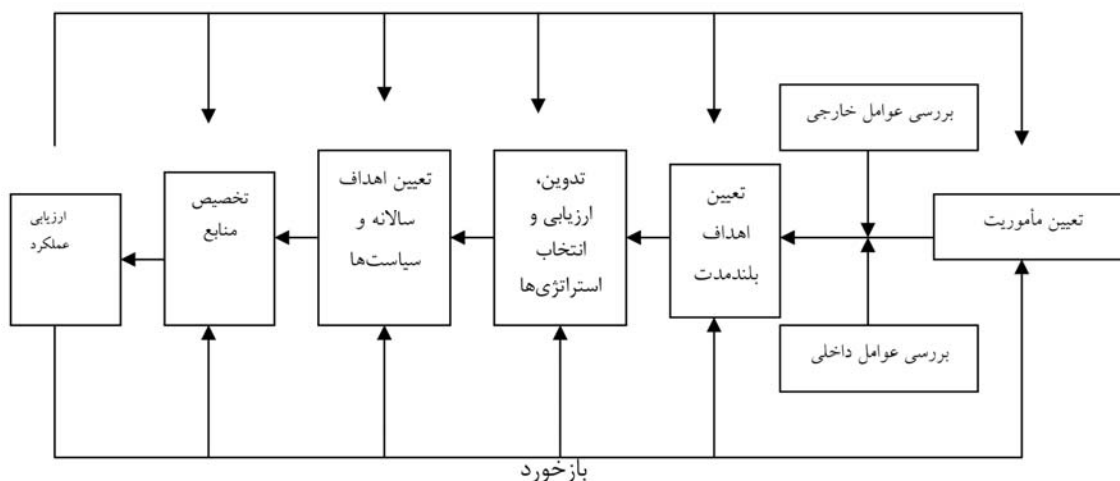 بررسی عوامل خارجی
تعیین مأموریت
بررسی عوامل داخلی
تعیین
اهداف
بلندمدت
تدوین،
ارزیابی و
انتخاب
استراتژی‌ها
تعیین اهداف
سالانه و
سیاست‌ها
تخصیص
منابع
ارزیابی
عملکرد
بازخورد